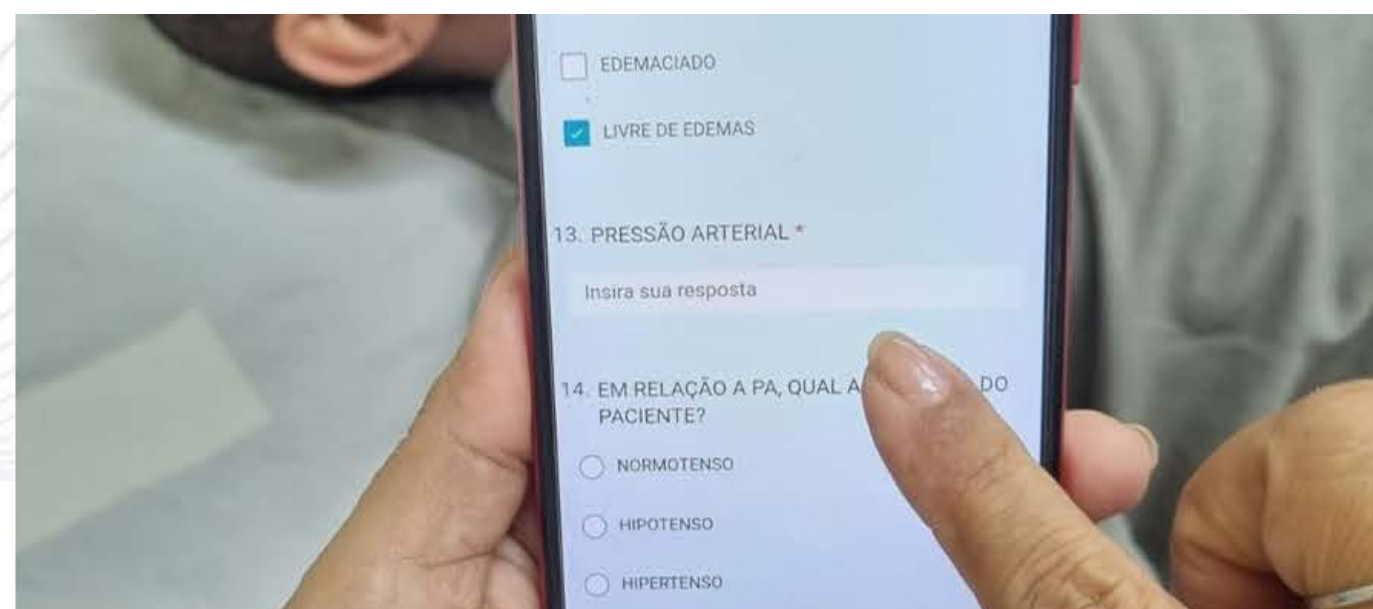 EDEMACIADO
LIVRE DE EDEMAS
13. PRESSÃO ARTERIAL *
Insira sua resposta
14. EM RELAÇÃO A PA, QUAL A DO
PACIENTE?
NORMOTENSO
HIPOTENSO
HIPERTENSO